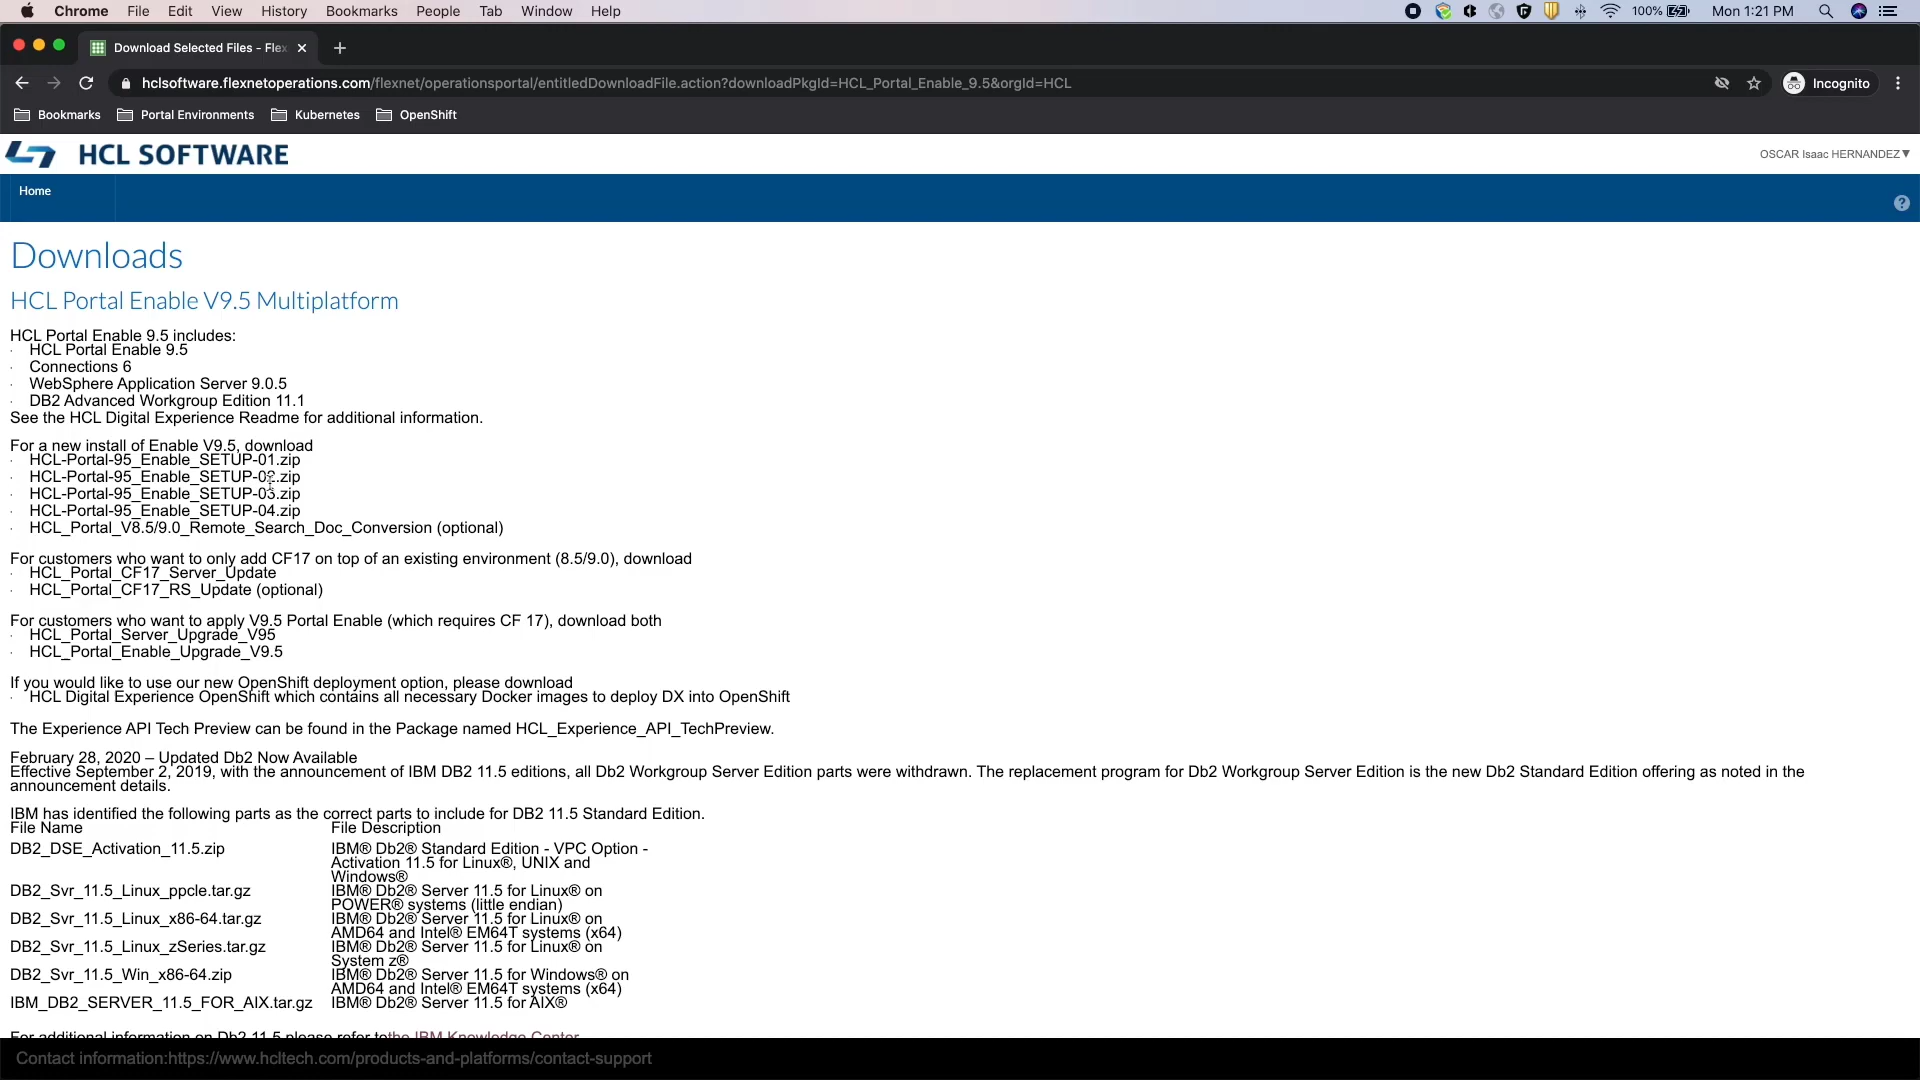 Chrome File Edit View History Bookmarks People Tab Window Help 100% Mon 1:21 PM
Download Selected Files - Flex
hclsoftware.flexnetoperations.com/flexnet/operationsportal/entitledDownloadFile.action?downloadPkgId=HCL_Portal_Enable_9.5&orgId=HCL Incognito
Bookmarks Portal Environments Kubernetes OpenShift
HCL SOFTWARE OSCAR Isaac HERNANDEZ▼
Home
?
Downloads
HCL Portal Enable V9.5 Multiplatform
HCL Portal Enable 9.5 includes:
· HCL Portal Enable 9.5
· Connections 6
· WebSphere Application Server 9.0.5
· DB2 Advanced Workgroup Edition 11.1
See the HCL Digital Experience Readme for additional information.
For a new install of Enable V9.5, download
· HCL-Portal-95_Enable_SETUP-01.zip
· HCL-Portal-95_Enable_SETUP-02.zip
· HCL-Portal-95_Enable_SETUP-03.zip
· HCL-Portal-95_Enable_SETUP-04.zip
· HCL_Portal_V8.5/9.0_Remote_Search_Doc_Conversion (optional)
For customers who want to only add CF17 on top of an existing environment (8.5/9.0), download
· HCL_Portal_CF17_Server_Update
· HCL_Portal_CF17_RS_Update (optional)
For customers who want to apply V9.5 Portal Enable (which requires CF 17), download both
· HCL_Portal_Server_Upgrade_V95
· HCL_Portal_Enable_Upgrade_V9.5
If you would like to use our new OpenShift deployment option, please download
· HCL Digital Experience OpenShift which contains all necessary Docker images to deploy DX into OpenShift
The Experience API Tech Preview can be found in the Package named HCL_Experience_API_TechPreview.
February 28, 2020 – Updated Db2 Now Available
Effective September 2, 2019, with the announcement of IBM DB2 11.5 editions, all Db2 Workgroup Server Edition parts were withdrawn. The replacement program for Db2 Workgroup Server Edition is the new Db2 Standard Edition offering as noted in the
announcement details.
IBM has identified the following parts as the correct parts to include for DB2 11.5 Standard Edition.
File Name File Description
DB2_DSE_Activation_11.5.zip IBM® Db2® Standard Edition - VPC Option -
Activation 11.5 for Linux®, UNIX and
Windows®
DB2_Svr_11.5_Linux_ppcle.tar.gz IBM® Db2® Server 11.5 for Linux® on
POWER® systems (little endian)
DB2_Svr_11.5_Linux_x86-64.tar.gz IBM® Db2® Server 11.5 for Linux® on
AMD64 and Intel® EM64T systems (x64)
DB2_Svr_11.5_Linux_zSeries.tar.gz IBM® Db2® Server 11.5 for Linux® on
System z®
DB2_Svr_11.5_Win_x86-64.zip IBM® Db2® Server 11.5 for Windows® on
AMD64 and Intel® EM64T systems (x64)
IBM_DB2_SERVER_11.5_FOR_AIX.tar.gz IBM® Db2® Server 11.5 for AIX®
For additional information on Db2 11.5 please refer tothe IBM Knowledge Center
Contact information:https://www.hcltech.com/products-and-platforms/contact-support